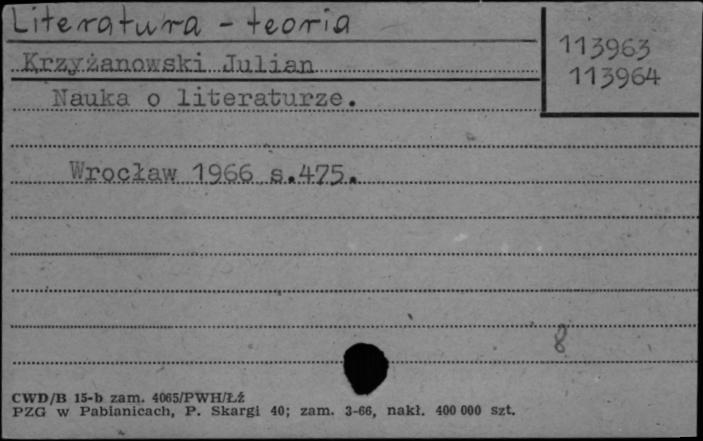 Literatura - teoria
113963
113964
Krzyżanowski Julian
Nauka o literaturze.
Wrocław 1966 s.475.
8
CWD/B 15-b zam. 4065/PWH/Łź
PZG w Pabianicach, P. Skargi 40; zam. 3-66, nakł. 400 000 szt.